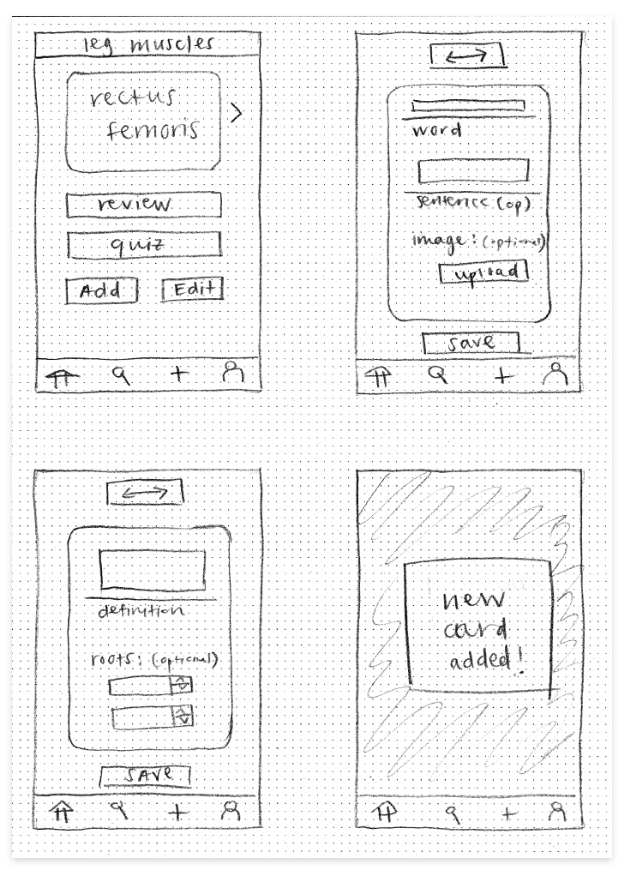 leg muscles
rectus
femoris
review
quiz
Add
Edit
word
sentence (op)
image: (optional)
upload
save
definition
roots: (optional)
SAVE
new
card
added!